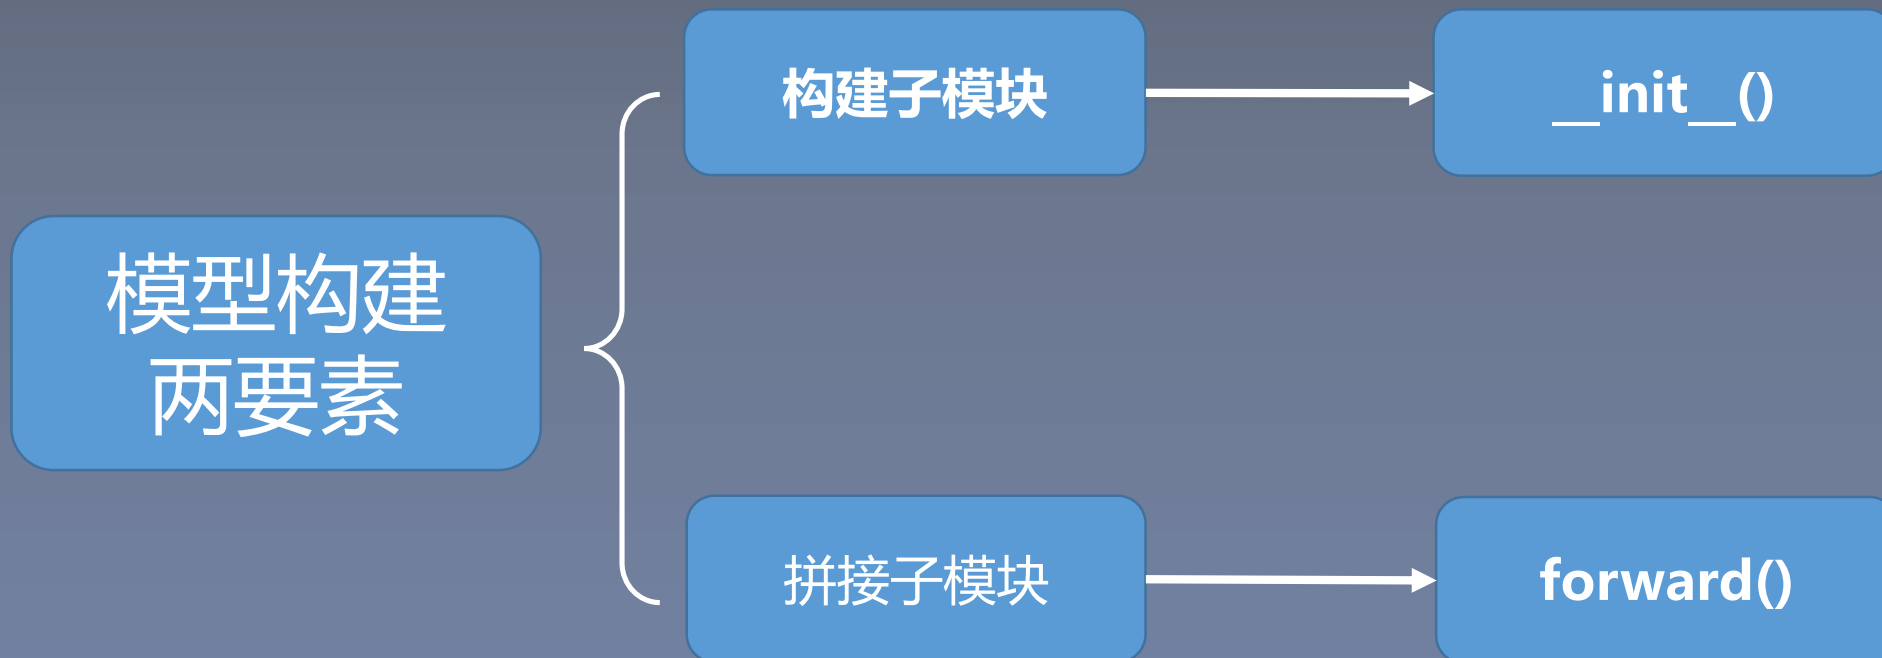 构建子模块
__init__()
模型构建
两要素
拼接子模块
forward()